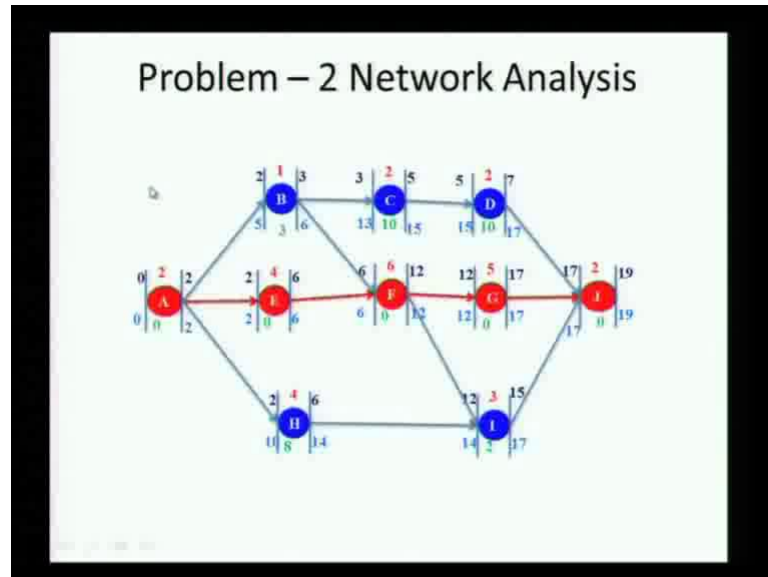 Problem – 2 Network Analysis
2 1 3
B
5 3 6
3 2 5
C
13 10 15
5 2 7
D
15 10 17
0 2 2
A
0 0 2
2 4 6
E
2 0 6
6 6 12
F
6 0 12
12 5 17
G
12 0 17
17 2 19
J
17 0 19
2 4 6
H
10 8 14
12 3 15
I
14 2 17